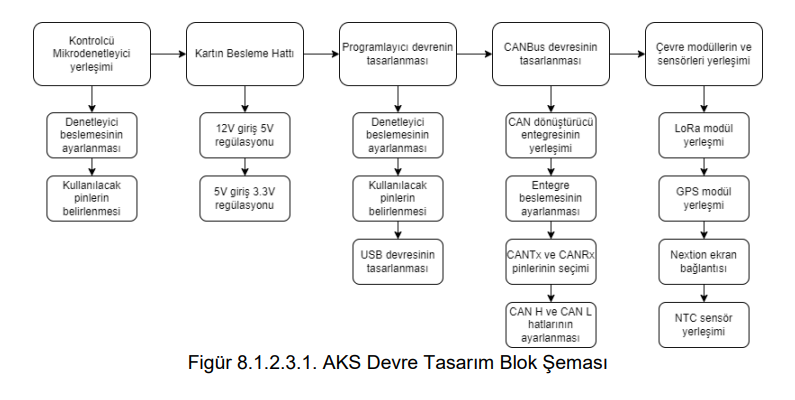 Kontrolcü
Mikrodenetleyici
yerleşimi
Kartın Besleme Hattı
Programlayıcı devrenin
tasarlanması
CANBus devresinin
tasarlanması
Çevre modüllerin ve
sensörleri yerleşimi
Denetleyici
beslemesinin
ayarlanması
12V giriş 5V
regülasyonu
Denetleyici
beslemesinin
ayarlanması
CAN dönüştürücü
entegresinin
yerleşimi
LoRa modül
yerleşmi
Kullanılacak
pinlerin
belirlenmesi
5V giriş 3.3V
regülasyonu
Kullanılacak
pinlerin
belirlenmesi
Entegre
beslemesinin
ayarlanması
GPS modül
yerleşmi
USB devresinin
tasarlanması
CANTx ve CANRx
pinlerinin seçimi
Nextion ekran
bağlantısı
CAN H ve CAN L
hatlarının
ayarlanması
NTC sensör
yerleşimi
Figür 8.1.2.3.1. AKS Devre Tasarım Blok Şeması